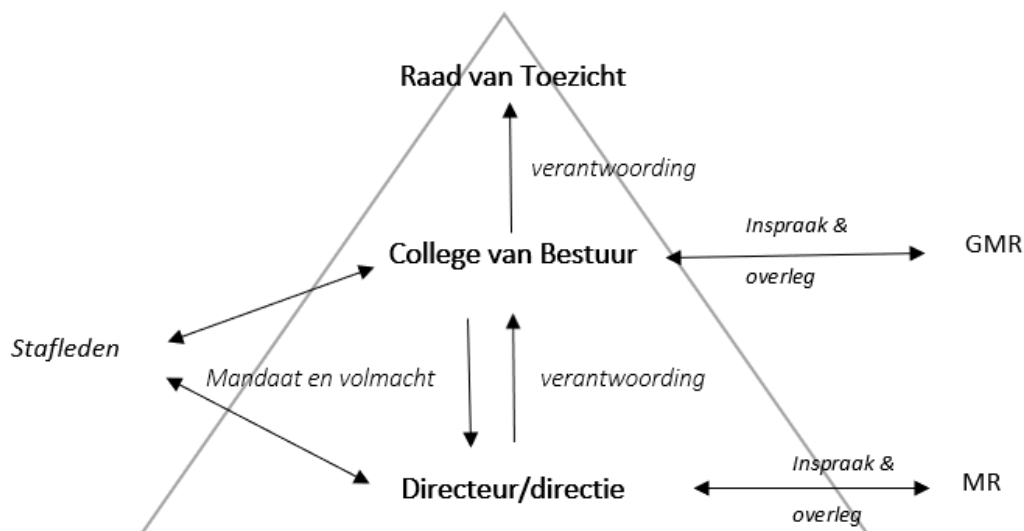 Raad van Toezicht
verantwoording
Inspraak &
GMR
College van Bestuur
overleg
Stafleden
Mandaat en volmacht
verantwoording
Inspraak &
MR
Directeur/directie
overleg